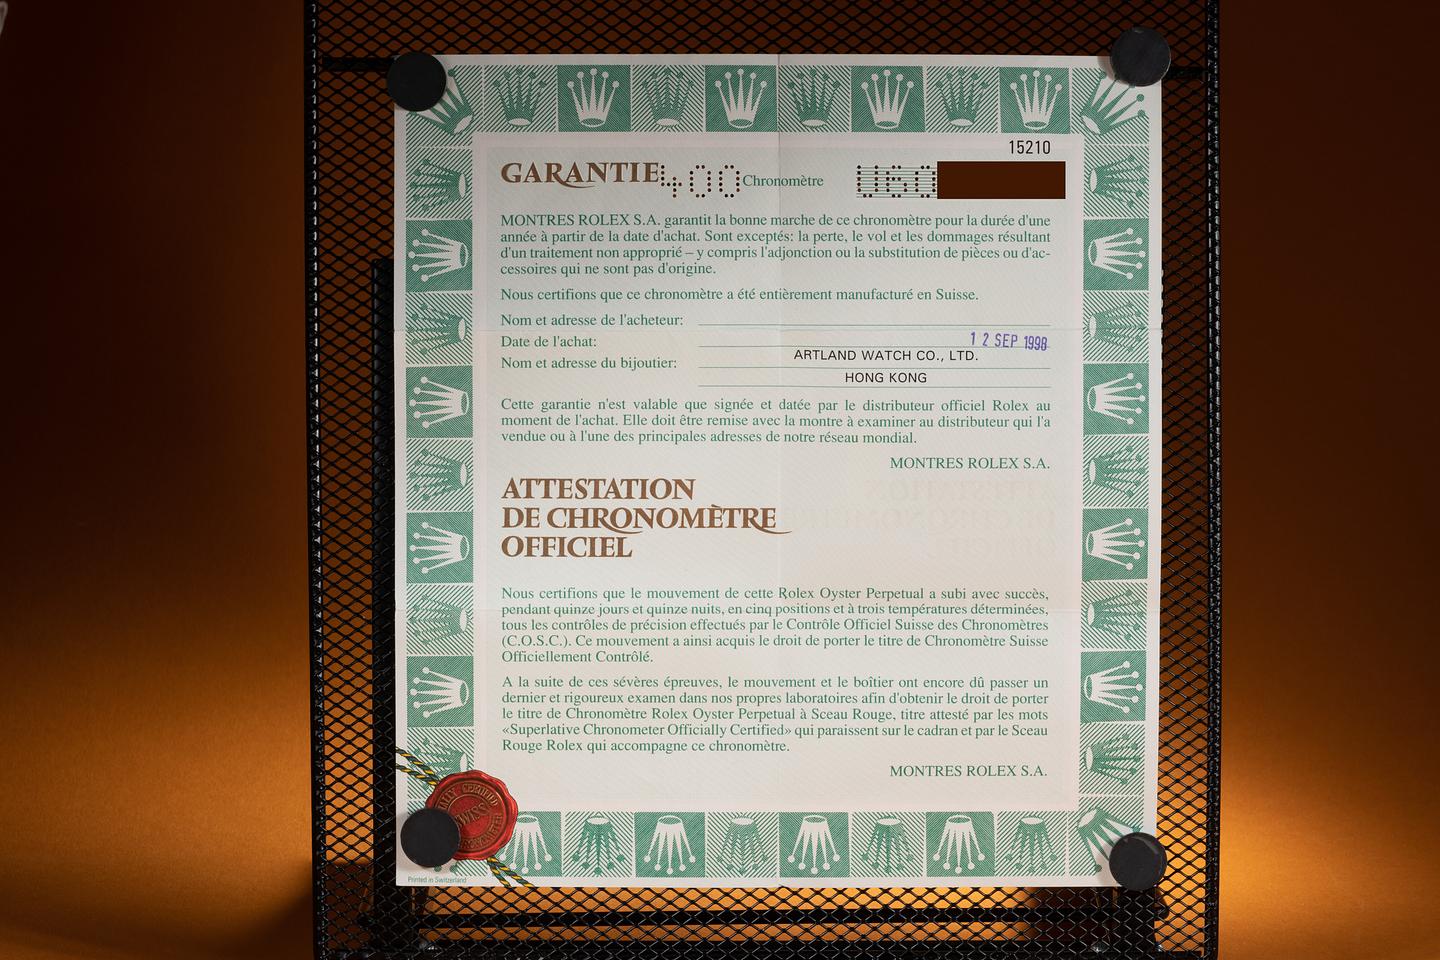 15210
GARANTIE 400 Chronomètre U60
MONTRES ROLEX S.A. garantit la bonne marche de ce chronomètre pour la durée d'une
année à partir de la date d'achat. Sont exceptés: la perte, le vol et les dommages résultant
d'un traitement non approprié – y compris l'adjonction ou la substitution de pièces ou d'ac-
cessoires qui ne sont pas d'origine.
Nous certifions que ce chronomètre a été entièrement manufacturé en Suisse.
Nom et adresse de l'acheteur:
Date de l'achat: 12 SEP 1998
Nom et adresse du bijoutier: ARTLAND WATCH CO., LTD.
HONG KONG
Cette garantie n'est valable que signée et datée par le distributeur officiel Rolex au
moment de l'achat. Elle doit être remise avec la montre à examiner au distributeur qui l'a
vendue ou à l'une des principales adresses de notre réseau mondial.
MONTRES ROLEX S.A.
ATTESTATION
DE CHRONOMÈTRE
OFFICIEL
Nous certifions que le mouvement de cette Rolex Oyster Perpetual a subi avec succès,
pendant quinze jours et quinze nuits, en cinq positions et à trois températures déterminées,
tous les contrôles de précision effectués par le Contrôle Officiel Suisse des Chronomètres
(C.O.S.C.). Ce mouvement a ainsi acquis le droit de porter le titre de Chronomètre Suisse
Officiellement Contrôlé.
A la suite de ces sévères épreuves, le mouvement et le boîtier ont encore dû passer un
dernier et rigoureux examen dans nos propres laboratoires afin d'obtenir le droit de porter
le titre de Chronomètre Rolex Oyster Perpetual à Sceau Rouge, titre attesté par les mots
«Superlative Chronometer Officially Certified» qui paraissent sur le cadran et par le Sceau
Rouge Rolex qui accompagne ce chronomètre.
MONTRES ROLEX S.A.
CERTIFIED
SWISS
Printed in Switzerland